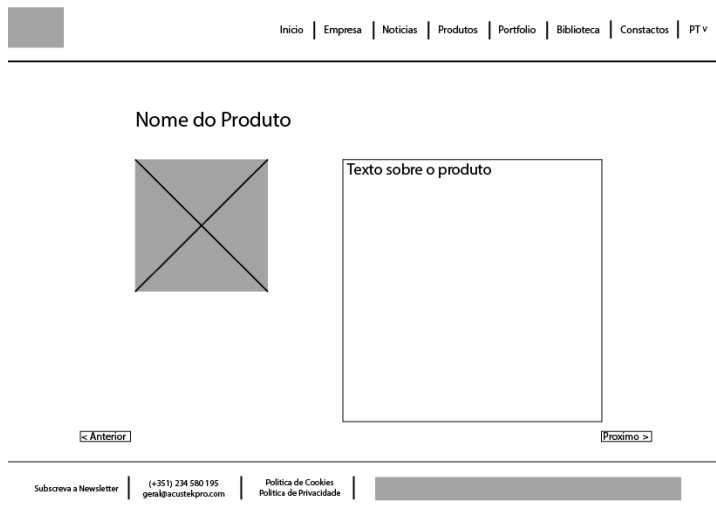 Inicio | Empresa | Noticias | Produtos | Portfolio | Biblioteca | Constactos | PT v
Nome do Produto
Texto sobre o produto
< Anterior
Proximo >
Subscreva a Newsletter
(+351) 234 580 195
geral@acustekpro.com
Politica de Cookies
Politica de Privacidade